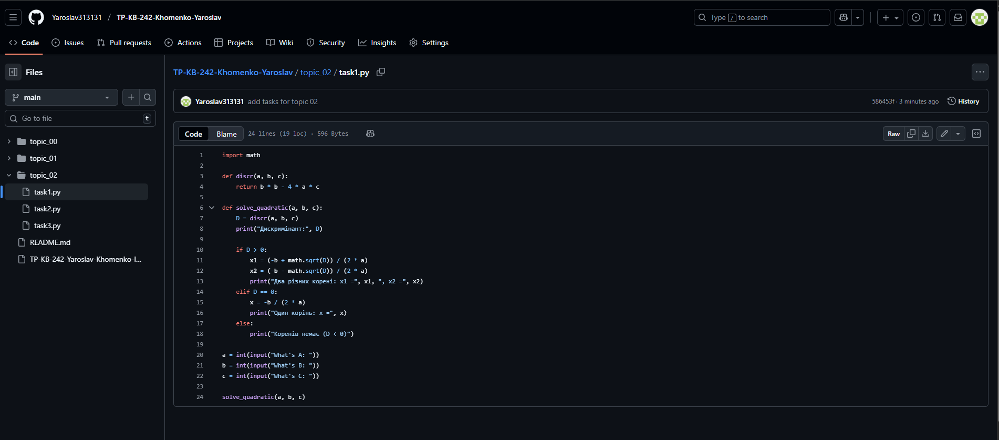 Yaroslav313131 / TP-KB-242-Khomenko-Yaroslav
Type / to search
Code
Issues
Pull requests
Actions
Projects
Wiki
Security
Insights
Settings
Files
main
Go to file
t
topic_00
topic_01
topic_02
task1.py
task2.py
task3.py
README.md
TP-KB-242-Yaroslav-Khomenko-l...
TP-KB-242-Khomenko-Yaroslav / topic_02 / task1.py
Yaroslav313131 add tasks for topic 02
586453f · 3 minutes ago
History
Code
Blame
24 lines (19 loc) · 596 Bytes
Raw
1 import math
2
3 def discr(a, b, c):
4     return b * b - 4 * a * c
5
6 def solve_quadratic(a, b, c):
7     D = discr(a, b, c)
8     print("Дискримінант:", D)
9
10     if D > 0:
11         x1 = (-b + math.sqrt(D)) / (2 * a)
12         x2 = (-b - math.sqrt(D)) / (2 * a)
13         print("Два різних корені: x1 =", x1, ", x2 =", x2)
14     elif D == 0:
15         x = -b / (2 * a)
16         print("Один корінь: x =", x)
17     else:
18         print("Коренів немає (D < 0)")
19
20 a = int(input("What's A: "))
21 b = int(input("What's B: "))
22 c = int(input("What's C: "))
23
24 solve_quadratic(a, b, c)